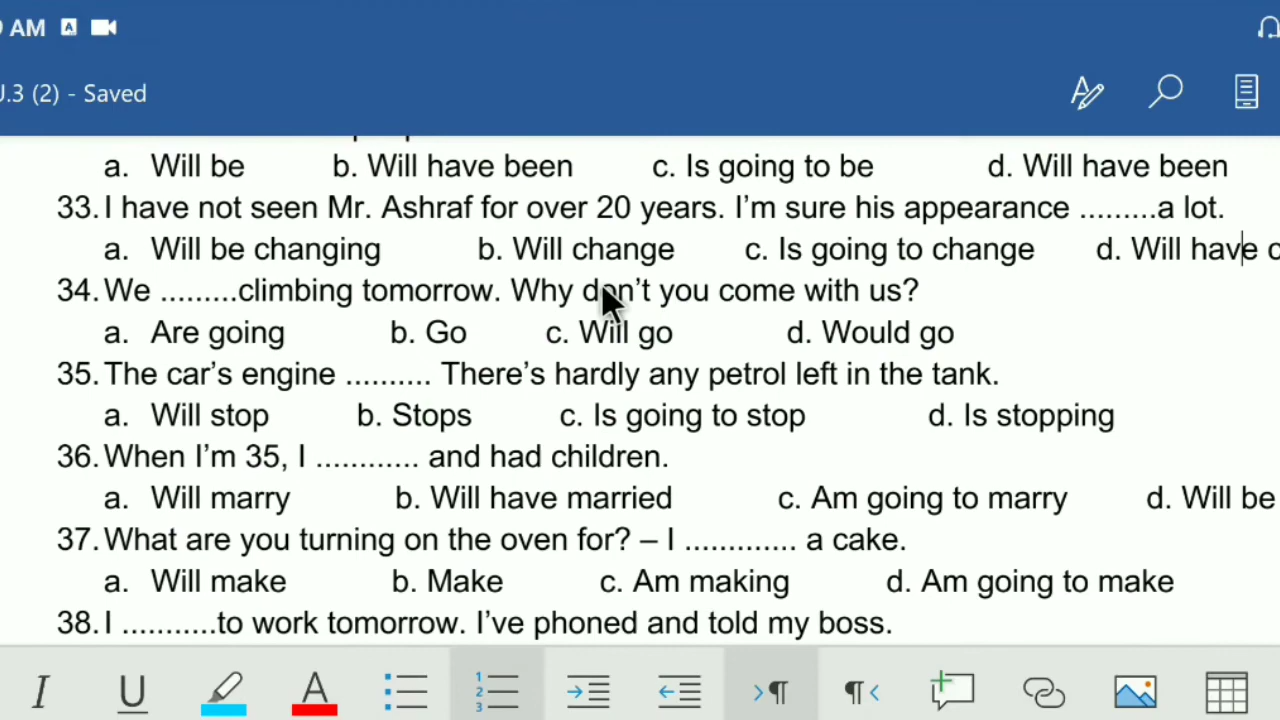 AM
(2) - Saved
a. Will be b. Will have been c. Is going to be d. Will have been
33. I have not seen Mr. Ashraf for over 20 years. I'm sure his appearance .........a lot.
a. Will be changing b. Will change c. Is going to change d. Will have
34. We .........climbing tomorrow. Why don't you come with us?
a. Are going b. Go c. Will go d. Would go
35. The car's engine .......... There's hardly any petrol left in the tank.
a. Will stop b. Stops c. Is going to stop d. Is stopping
36. When I'm 35, I ............ and had children.
a. Will marry b. Will have married c. Am going to marry d. Will be
37. What are you turning on the oven for? – I ............. a cake.
a. Will make b. Make c. Am making d. Am going to make
38. I ...........to work tomorrow. I've phoned and told my boss.